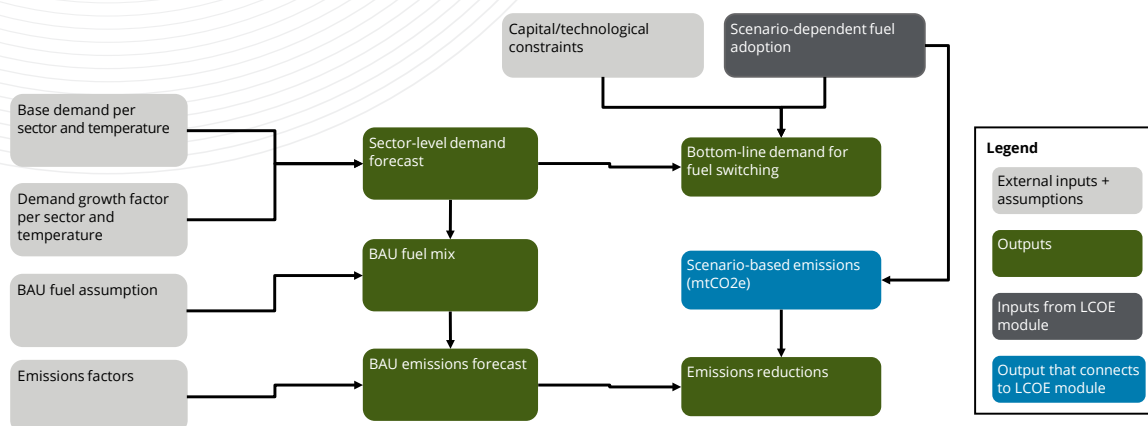 Capital/technological
constraints
Scenario-dependent fuel
adoption
Base demand per
sector and temperature
Sector-level demand
forecast
Bottom-line demand for
fuel switching
Demand growth factor
per sector and
temperature
BAU fuel mix
Scenario-based emissions
(mtCO2e)
BAU fuel assumption
Emissions factors
BAU emissions forecast
Emissions reductions
Legend
External inputs +
assumptions
Outputs
Inputs from LCOE
module
Output that connects
to LCOE module